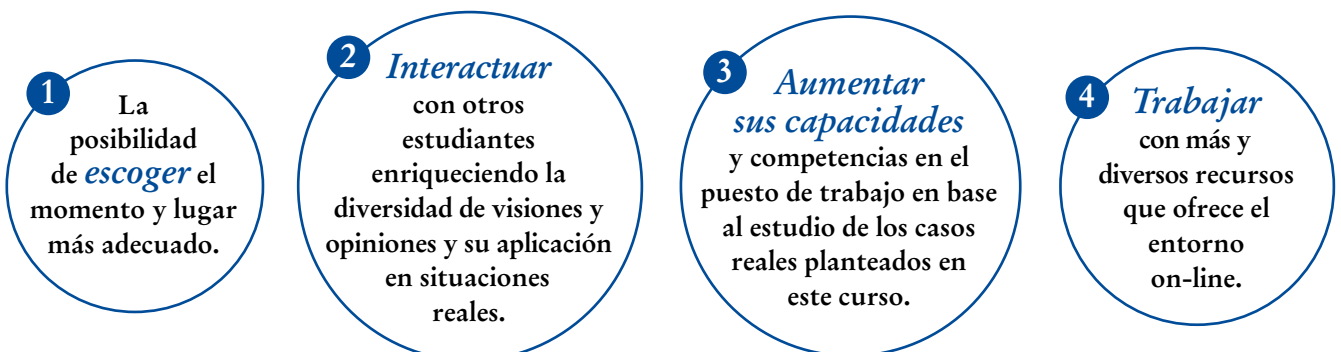 1
La
posibilidad
de escoger el
momento y lugar
más adecuado.
2
Interactuar
con otros
estudiantes
enriqueciendo la
diversidad de visiones y
opiniones y su aplicación
en situaciones
reales.
3
Aumentar
sus capacidades
y competencias en el
puesto de trabajo en base
al estudio de los casos
reales planteados en
este curso.
4
Trabajar
con más y
diversos recursos
que ofrece el
entorno
on-line.